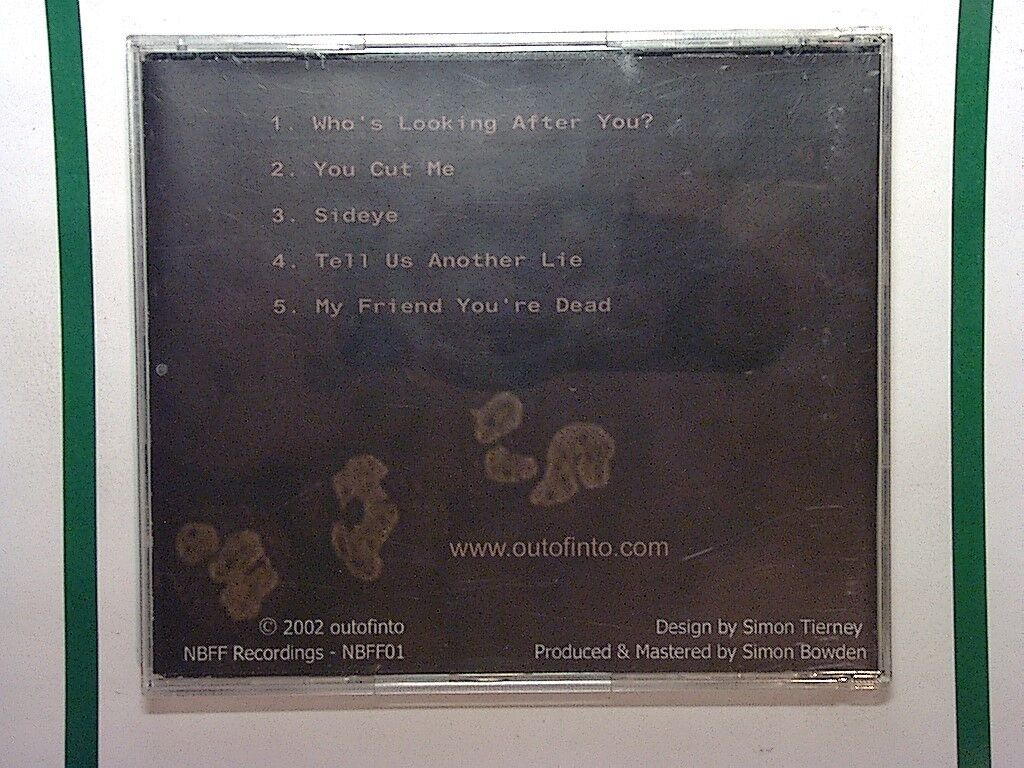 1. Who's Looking After You?
2. You Cut Me
3. Sideye
4. Tell Us Another Lie
5. My Friend You're Dead
www.outofinto.com
© 2002 outofinto
NBFF Recordings - NBFF01
Design by Simon Tierney
Produced & Mastered by Simon Bowden